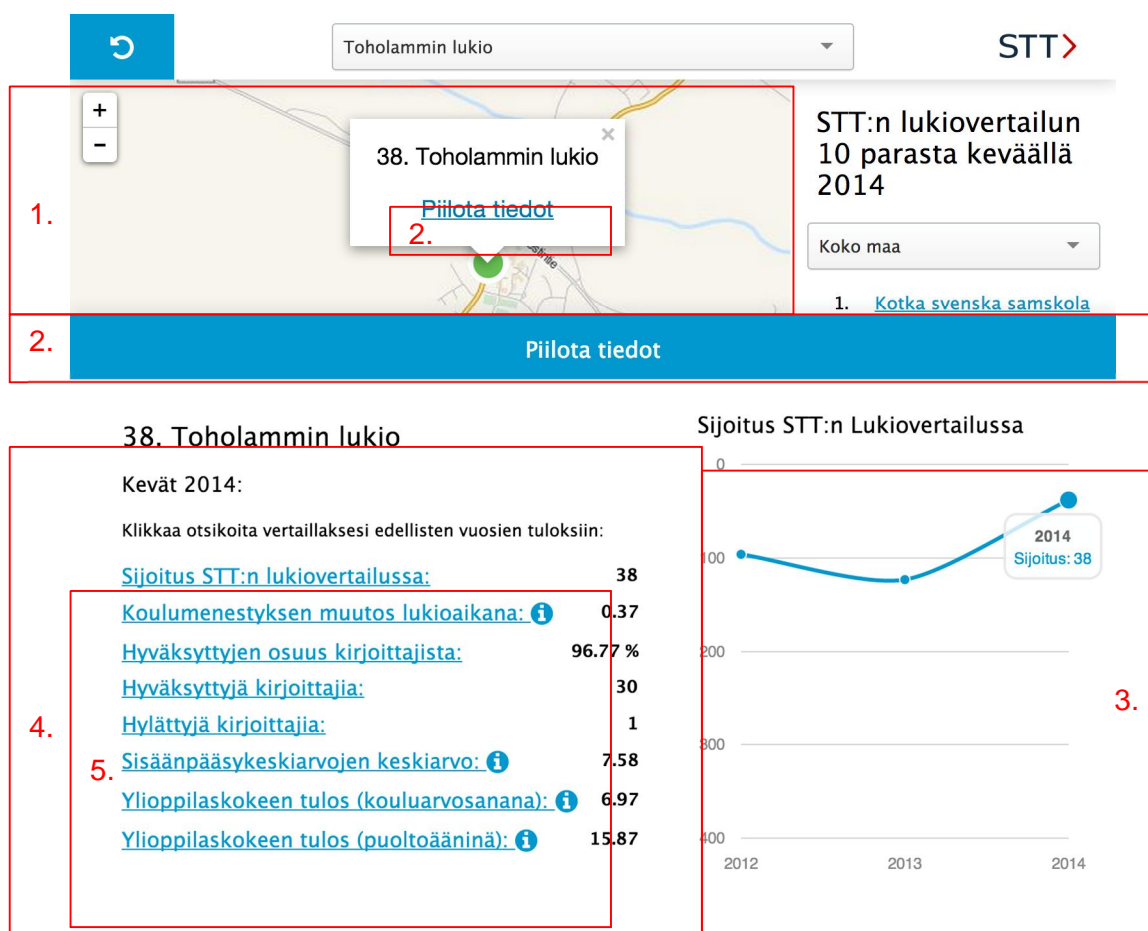 Toholammin lukio
STT
+
−
38. Toholammin lukio
×
Piilota tiedot
STT:n lukiovertailun
10 parasta keväällä
2014
Koko maa
1. Kotka svenska samskola
1.
2.
2.
Piilota tiedot
38. Toholammin lukio
Kevät 2014:
Klikkaa otsikoita vertaillaksesi edellisten vuosien tuloksiin:
Sijoitus STT:n lukiovertailussa: 38
Koulumenestyksen muutos lukioaikana: 0.37
Hyväksyttyjen osuus kirjoittajista: 96.77 %
Hyväksyttyjä kirjoittajia: 30
Hylättyjä kirjoittajia: 1
Sisäänpääsykeskiarvojen keskiarvo: 7.58
Ylioppilaskokeen tulos (kouluarvosanana): 6.97
Ylioppilaskokeen tulos (puoltoääninä): 15.87
4.
5.
Sijoitus STT:n Lukiovertailussa
0
100
200
300
400
2012 2013 2014
2014
Sijoitus: 38
3.